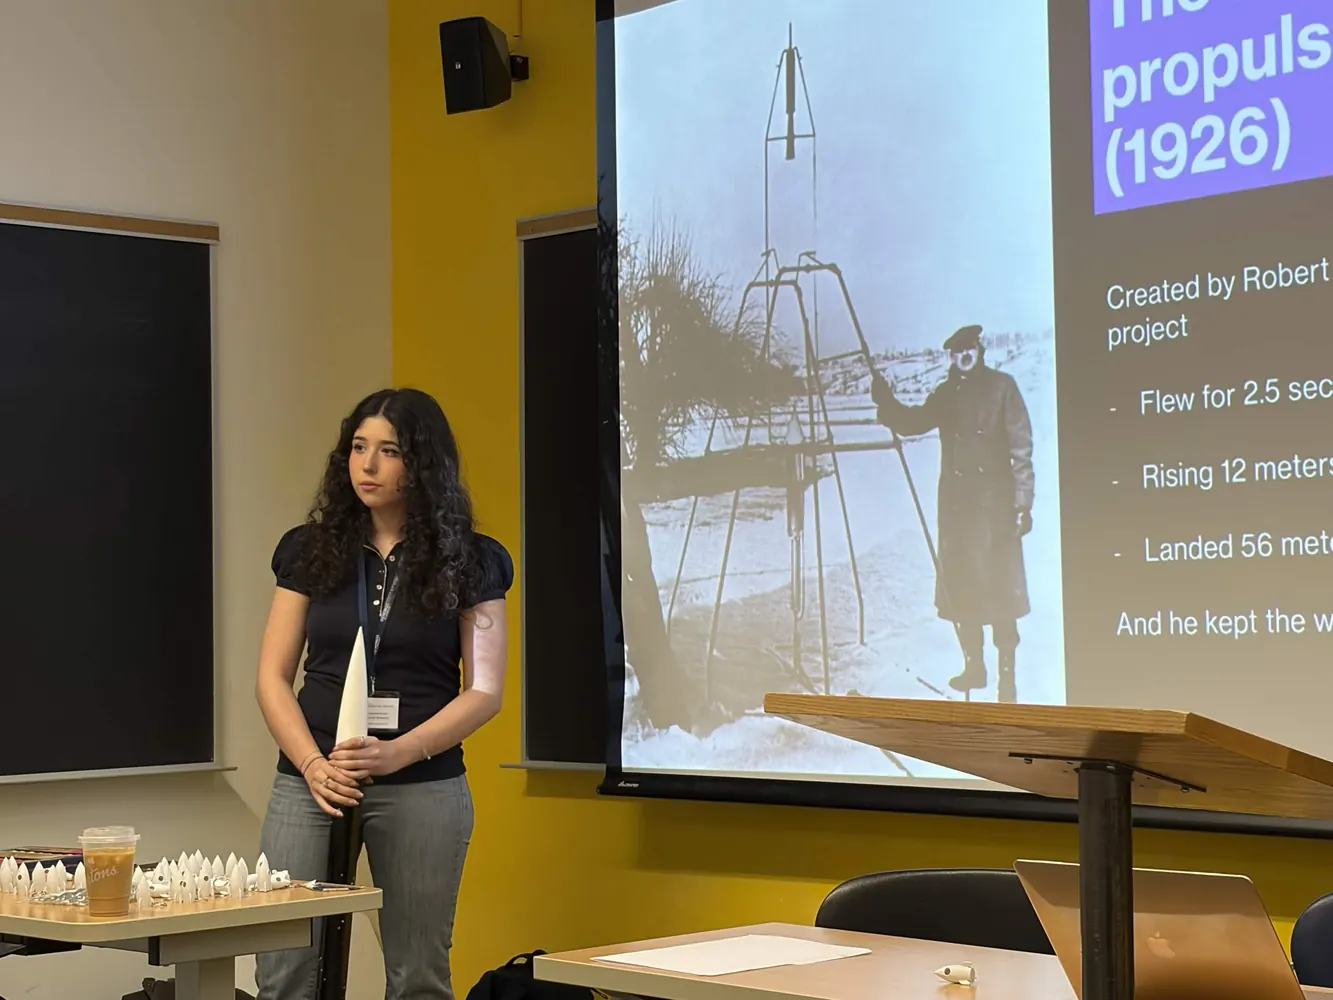 propuls
(1926)
Created by Robert
project
- Flew for 2.5 sec
- Rising 12 meters
- Landed 56 mete
And he kept the w